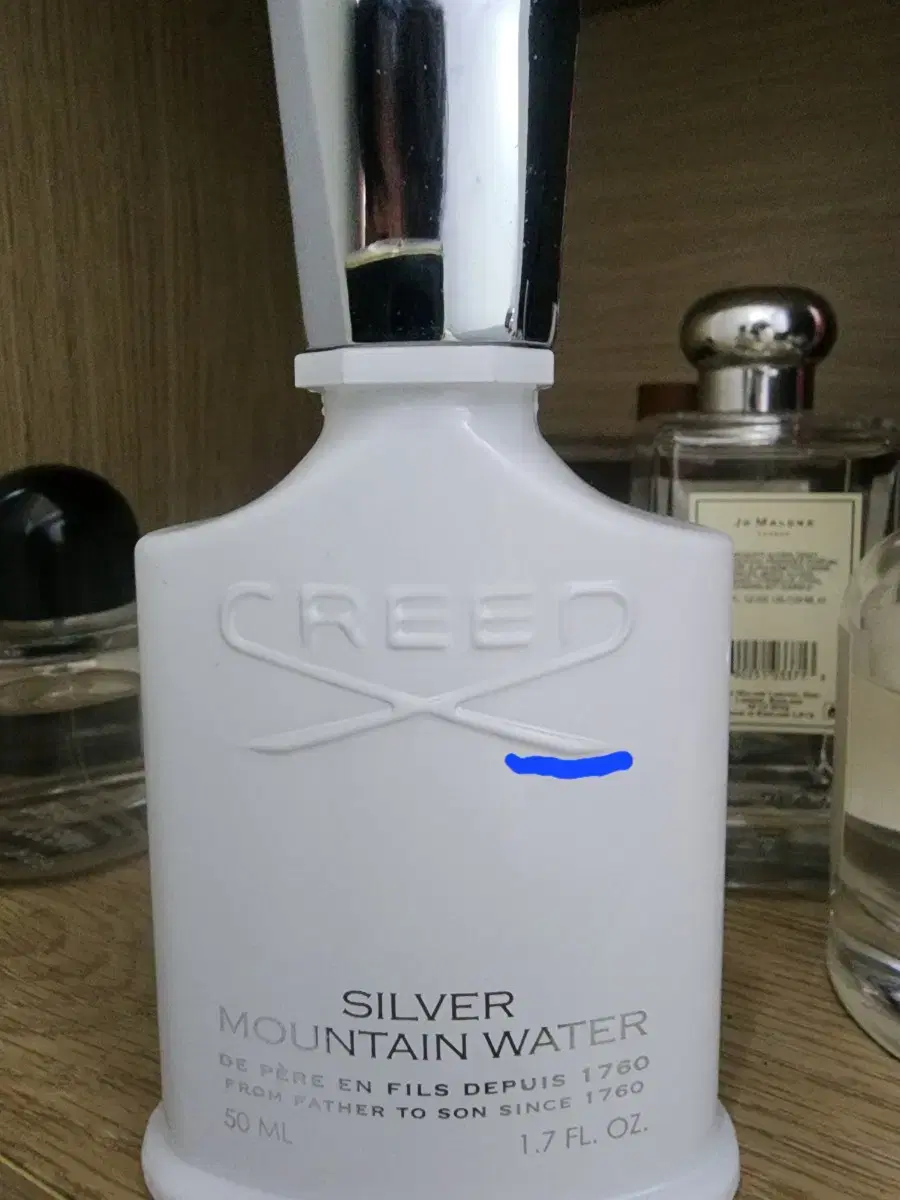 CREED
SILVER
MOUNTAIN WATER
DE PÈRE EN FILS DEPUIS 1760
FROM FATHER TO SON SINCE 1760
50 ML
1.7 FL. OZ.
JO MALONE
LONDON